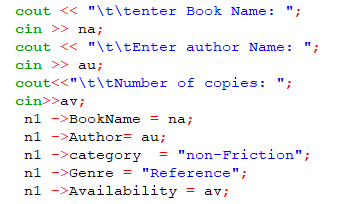 cout << "\t\tenter Book Name: ";
cin >> na;
cout << "\t\tEnter author Name: ";
cin >> au;
cout<<"\t\tNumber of copies: ";
cin>>av;
n1 ->BookName = na;
n1 ->Author= au;
n1 ->category  = "non-Friction";
n1 ->Genre = "Reference";
n1 ->Availability = av;